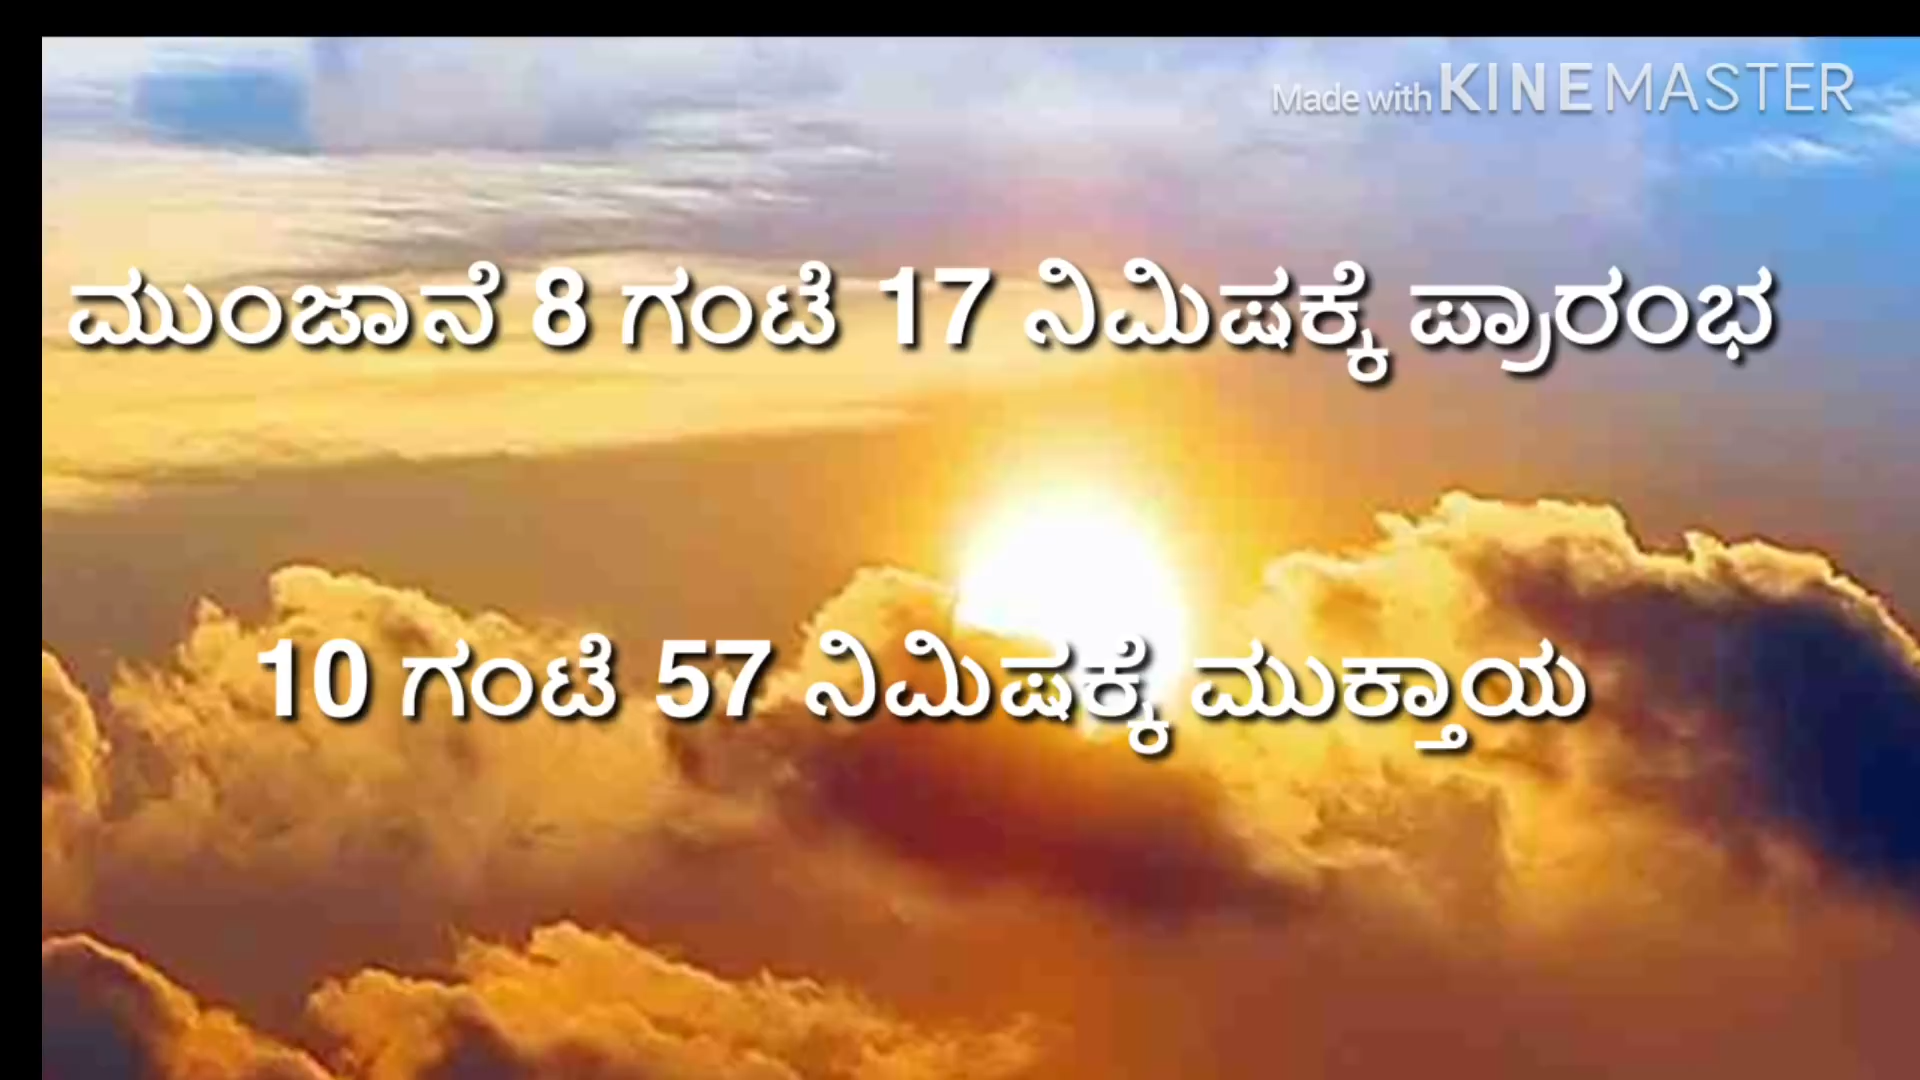 Made with KINEMASTER
ಮುಂಜಾನೆ 8 ಗಂಟೆ 17 ನಿಮಿಷಕ್ಕೆ ಪ್ರಾರಂಭ
10 ಗಂಟೆ 57 ನಿಮಿಷಕ್ಕೆ ಮುಕ್ತಾಯ